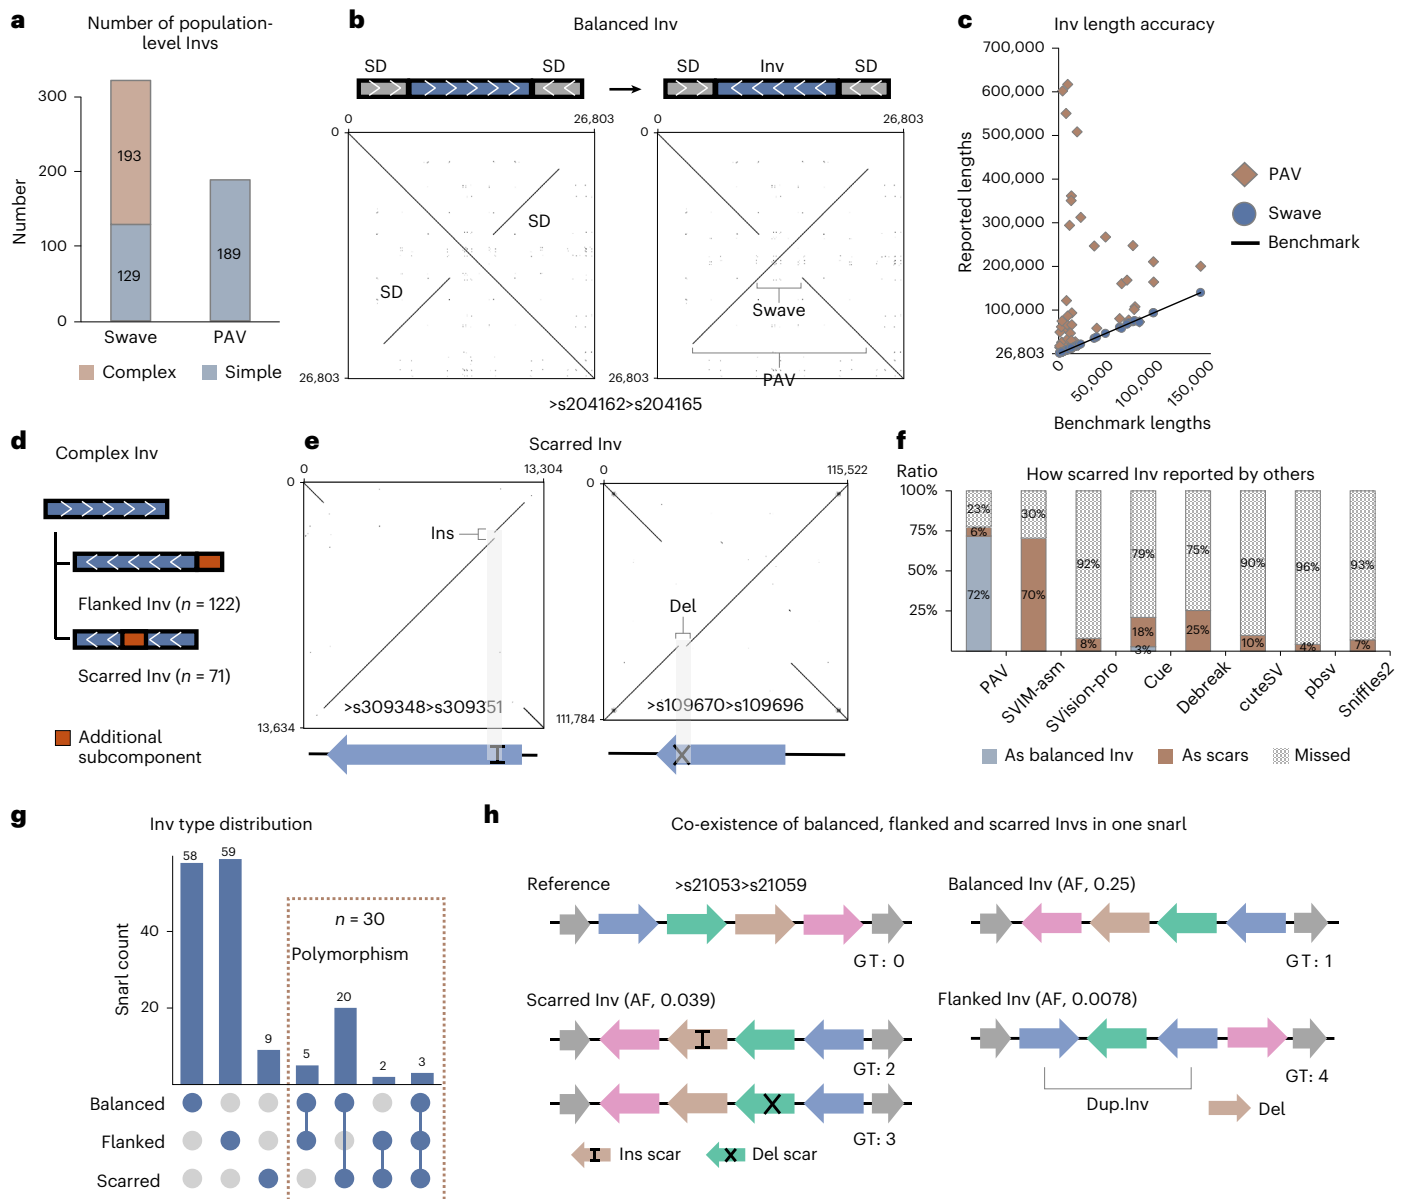 a
Number of population-
level Invs
Number
300
200
100
0
193
129
189
Swave
PAV
Complex
Simple
b
Balanced Inv
SD
SD
SD
Inv
SD
0
26,803
0
26,803
0
0
SD
SD
Swave
PAV
26,803
26,803
>s204162>s204165
c
Inv length accuracy
Reported lengths
700,000
600,000
500,000
400,000
300,000
200,000
100,000
26,803
0
50,000
100,000
150,000
Benchmark lengths
PAV
Swave
Benchmark
d
Complex Inv
Flanked Inv (n = 122)
Scarred Inv (n = 71)
Additional
subcomponent
e
Scarred Inv
0
13,304
0
115,522
0
0
Ins
Del
>s309348>s309351
>s109670>s109696
13,634
111,784
f
Ratio
How scarred Inv reported by others
100%
75%
50%
25%
23%
6%
72%
30%
70%
92%
8%
79%
18%
3%
75%
25%
90%
10%
96%
4%
93%
7%
PAV
SVIM-asm
SVision-pro
Cue
Debreak
cuteSV
pbsv
Sniffles2
As balanced Inv
As scars
Missed
g
Inv type distribution
Snarl count
40
20
58
59
9
5
20
2
3
n = 30
Polymorphism
Balanced
Flanked
Scarred
h
Co-existence of balanced, flanked and scarred Invs in one snarl
Reference
>s21053>s21059
GT: 0
Balanced Inv (AF, 0.25)
GT: 1
Scarred Inv (AF, 0.039)
GT: 2
GT: 3
Ins scar
Del scar
Flanked Inv (AF, 0.0078)
GT: 4
Dup.Inv
Del